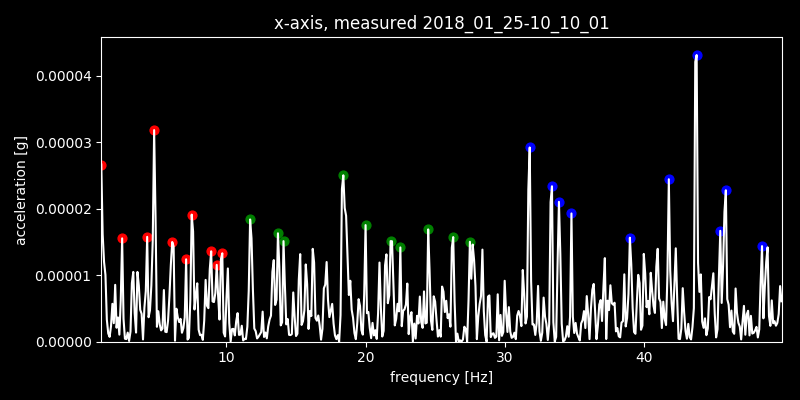 x-axis, measured 2018_01_25-10_10_01
0.00004
0.00003
0.00002
0.00001
0.00000
acceleration [g]
10 20 30 40
frequency [Hz]